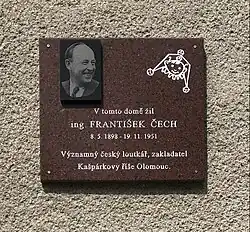 V tomto domě žil
ing. FRANTIŠEK ČECH
8. 5. 1898 - 19. 11. 1951
Významný český loutkář, zakladatel
Kašpárkovy říše Olomouc.